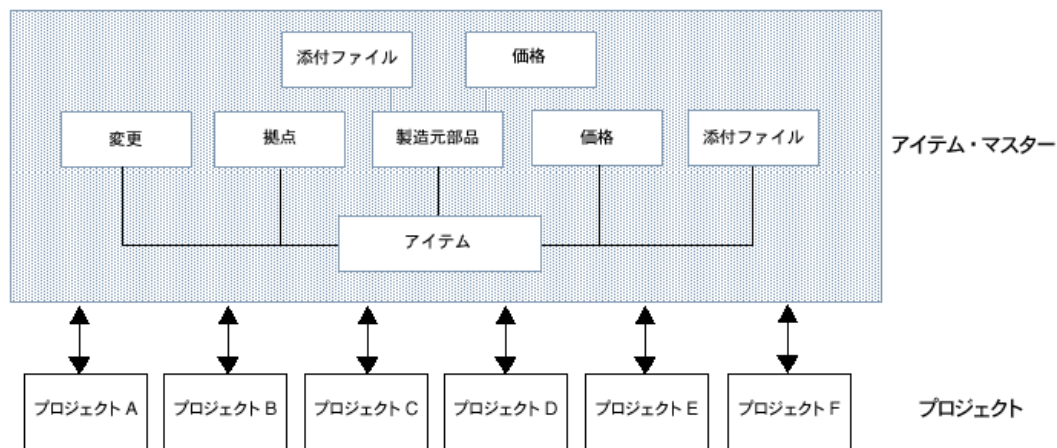 添付ファイル
価格
変更
拠点
製造元部品
価格
添付ファイル
アイテム・マスター
アイテム
プロジェクト A
プロジェクト B
プロジェクト C
プロジェクト D
プロジェクト E
プロジェクト F
プロジェクト